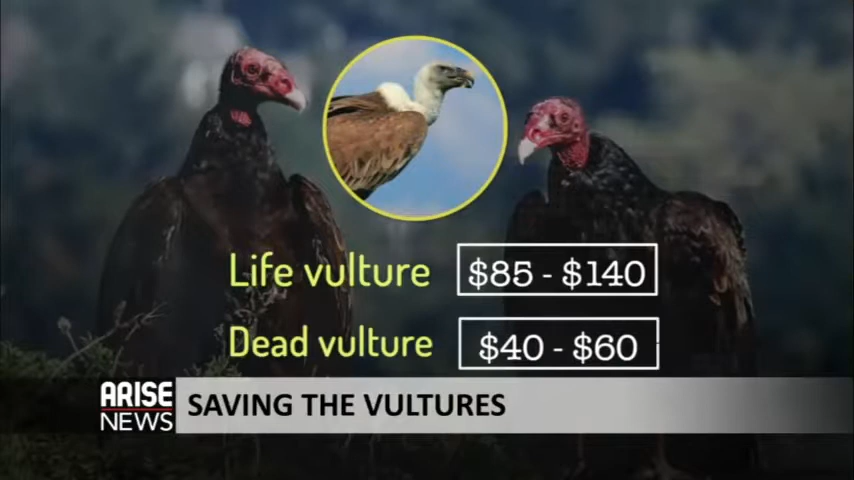 Life vulture $85 - $140
Dead vulture $40 - $60
ARISE
NEWS
SAVING THE VULTURES